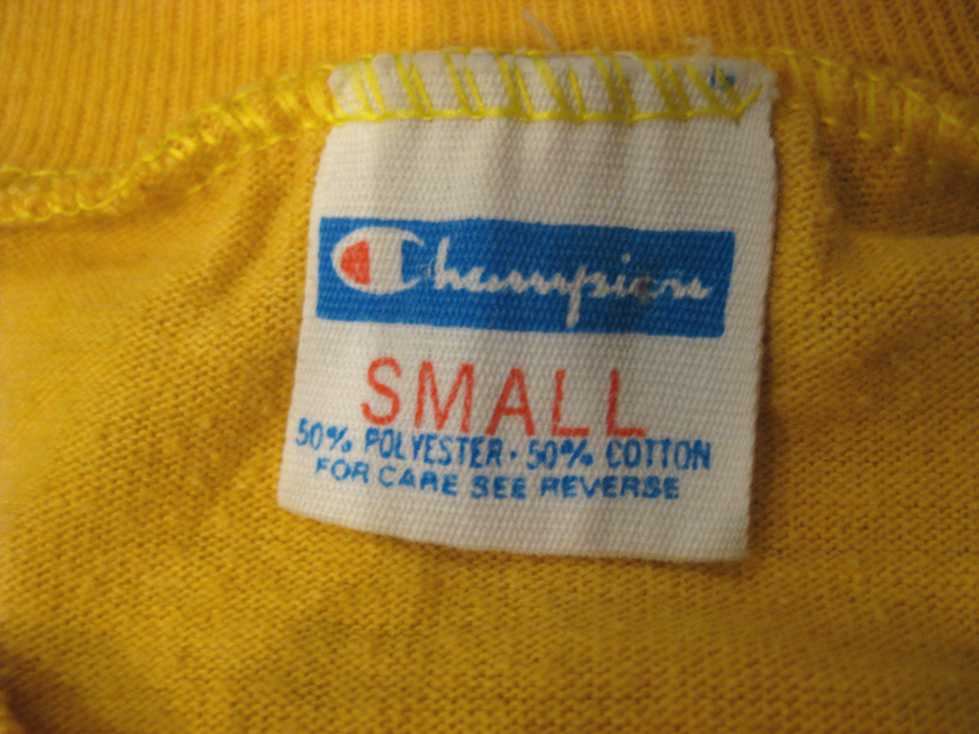 Champion
SMALL
50% POLYESTER · 50% COTTON
FOR CARE SEE REVERSE